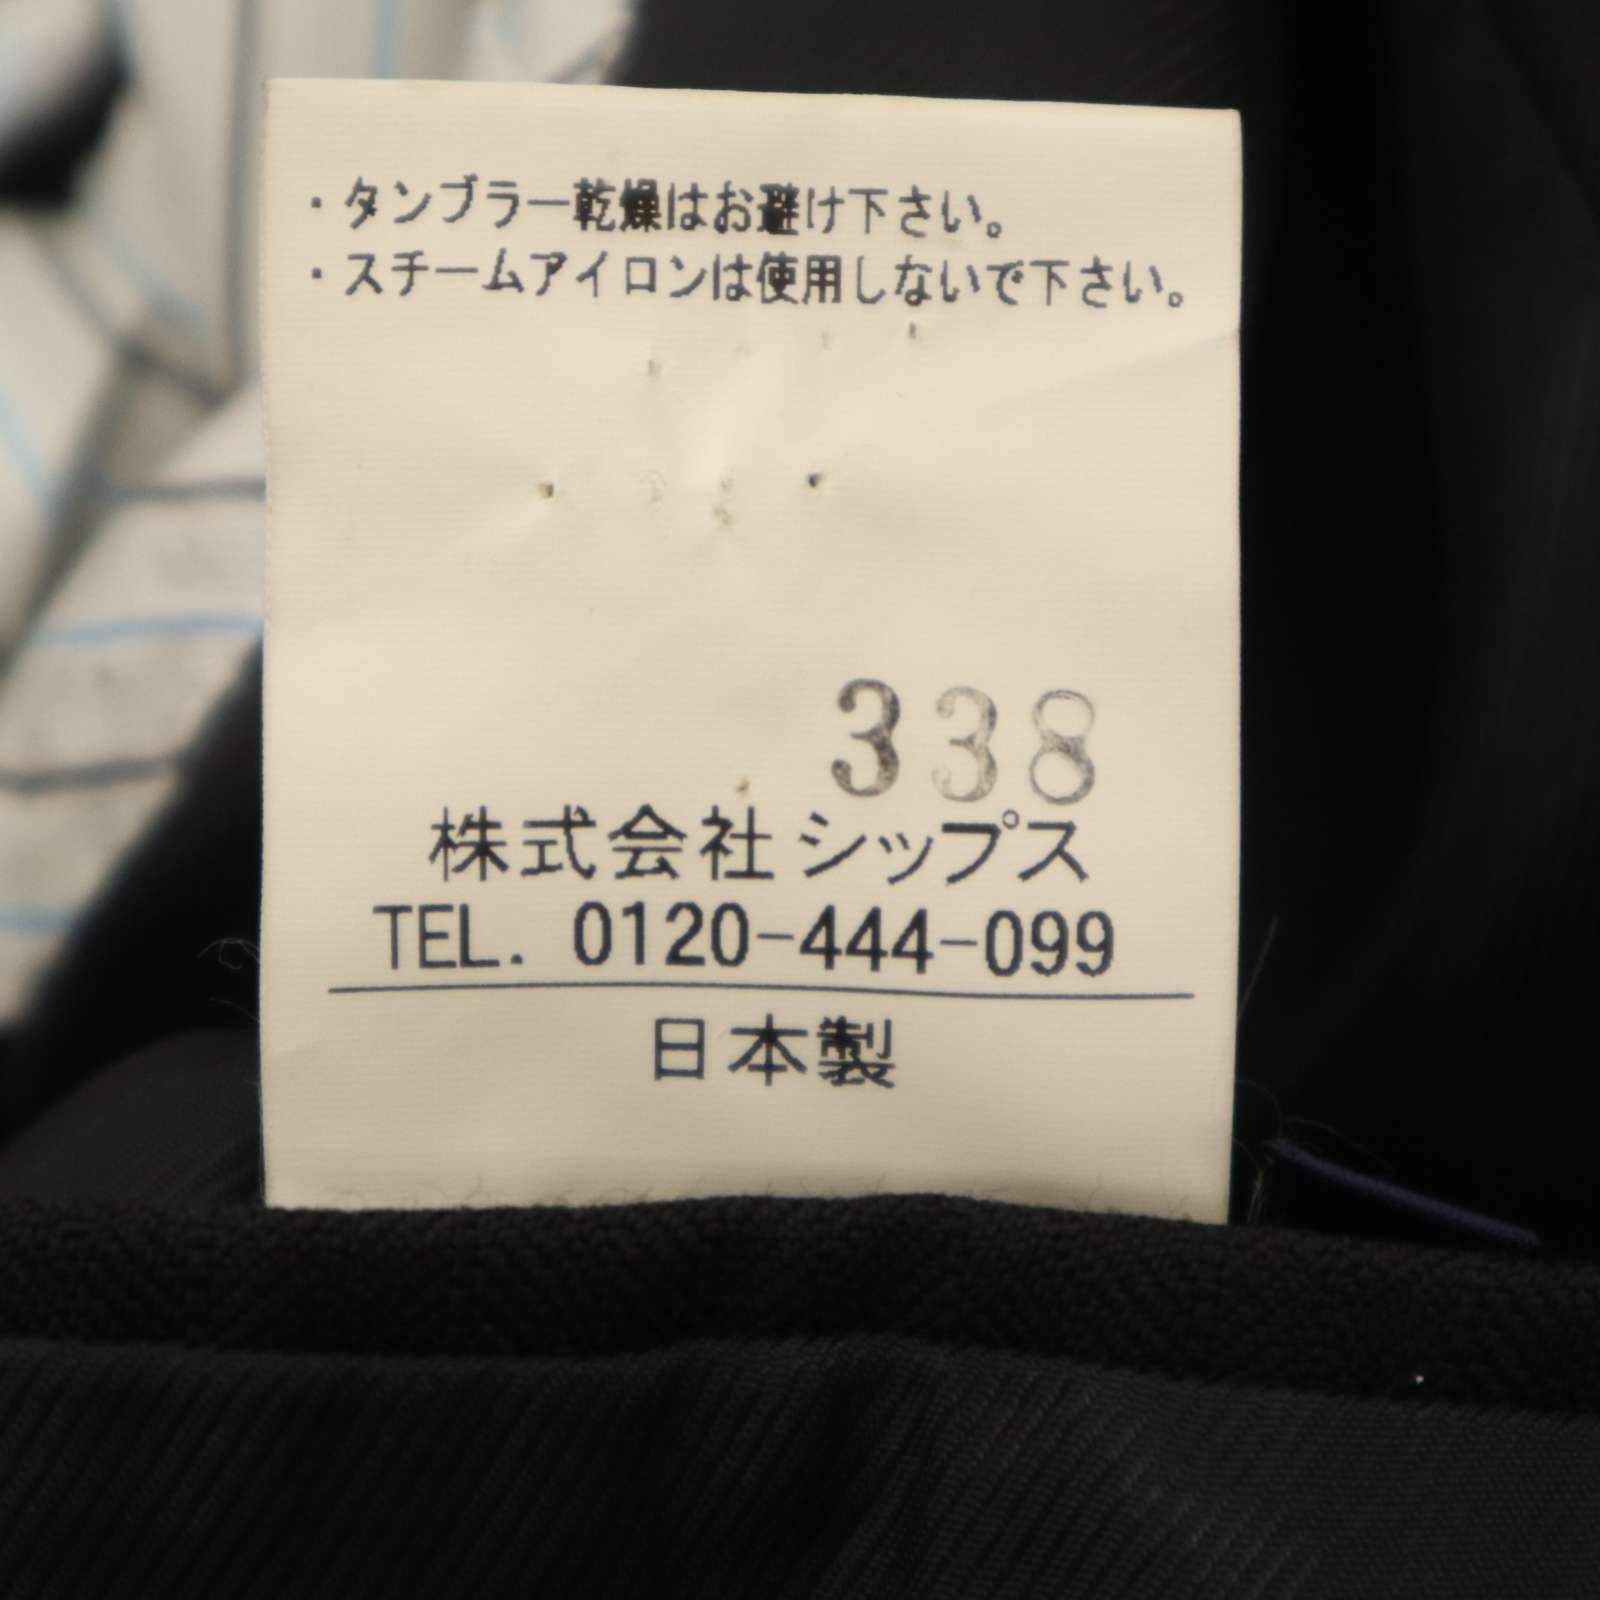 ・タンブラー乾燥はお避け下さい。
・スチームアイロンは使用しないで下さい。
338
株式会社シップス
TEL. 0120-444-099
日本製